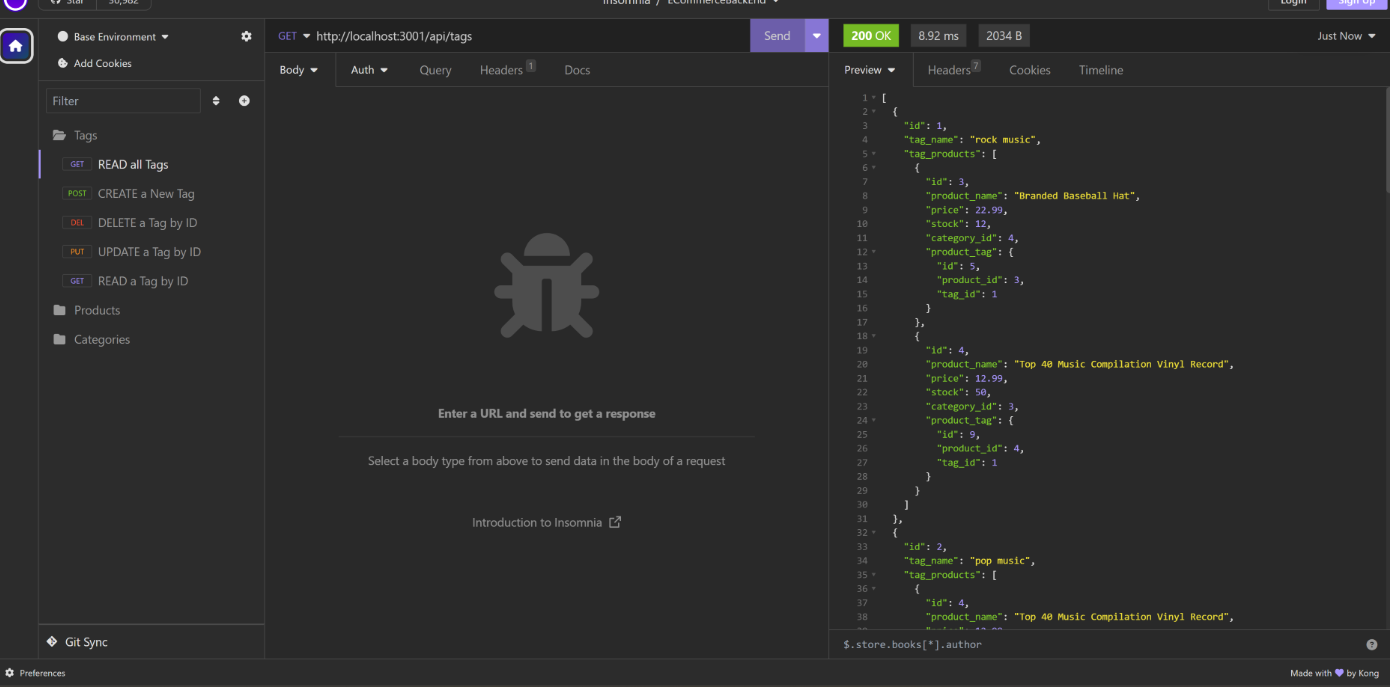 Star
30,982
Insomnia / ECommerceBackEnd
Login
Sign Up
Base Environment
Add Cookies
Filter
Tags
GET READ all Tags
POST CREATE a New Tag
DEL DELETE a Tag by ID
PUT UPDATE a Tag by ID
GET READ a Tag by ID
Products
Categories
Git Sync
Preferences
GET http://localhost:3001/api/tags
Send
Body Auth Query Headers 1 Docs
Enter a URL and send to get a response
Select a body type from above to send data in the body of a request
Introduction to Insomnia
200 OK 8.92 ms 2034 B Just Now
Preview Headers 7 Cookies Timeline
1 [
2 {
3 "id": 1,
4 "tag_name": "rock music",
5 "tag_products": [
6 {
7 "id": 3,
8 "product_name": "Branded Baseball Hat",
9 "price": 22.99,
10 "stock": 12,
11 "category_id": 4,
12 "product_tag": {
13 "id": 5,
14 "product_id": 3,
15 "tag_id": 1
16 }
17 },
18 {
19 "id": 4,
20 "product_name": "Top 40 Music Compilation Vinyl Record",
21 "price": 12.99,
22 "stock": 50,
23 "category_id": 3,
24 "product_tag": {
25 "id": 9,
26 "product_id": 4,
27 "tag_id": 1
28 }
29 }
30 ]
31 },
32 {
33 "id": 2,
34 "tag_name": "pop music",
35 "tag_products": [
36 {
37 "id": 4,
38 "product_name": "Top 40 Music Compilation Vinyl Record",
$.store.books[*].author
Made with 💜 by Kong